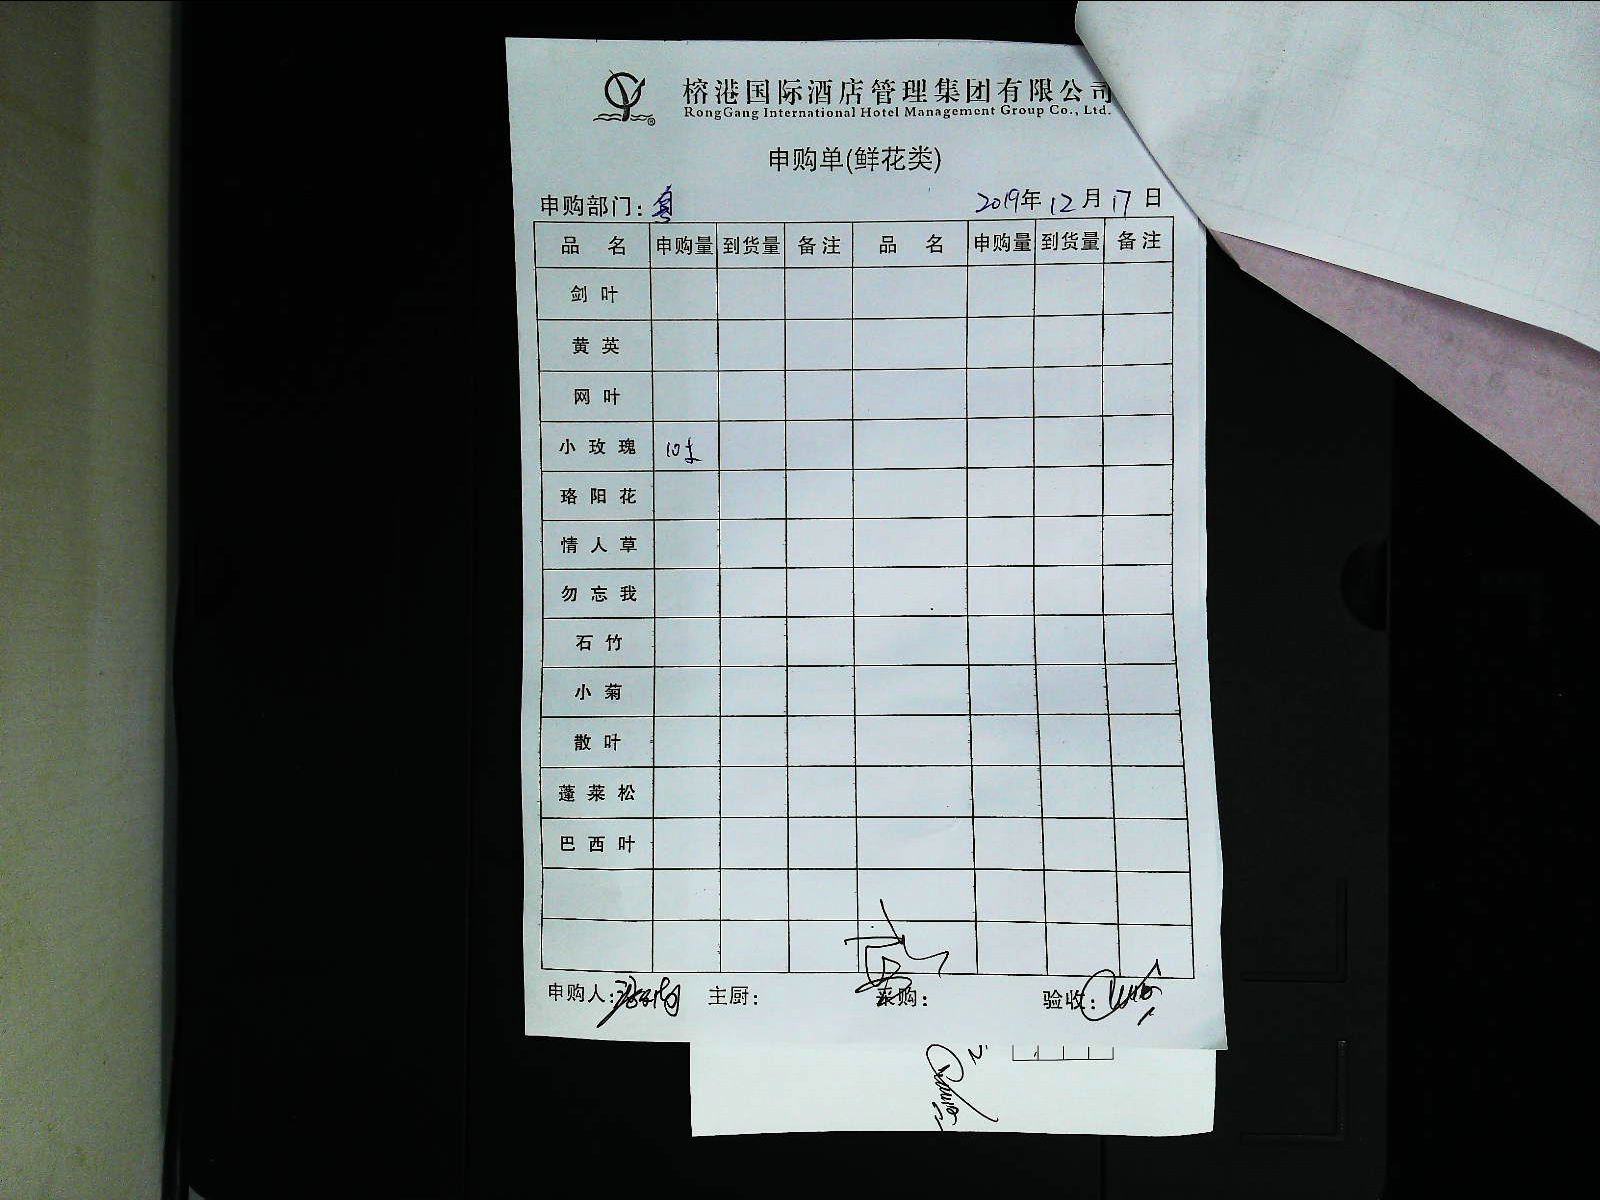 榕港国际酒店管理集团有限公司
RongGang International Hotel Management Group Co., Ltd.
申购单(鲜花类)
申购部门: 2019年12月17日
品 名 申购量 到货量 备注 品 名 申购量 到货量 备注
剑叶
黄英
网叶
小玫瑰 10支
珞阳花
情人草
勿忘我
石竹
小菊
散叶
蓬莱松
巴西叶
申购人: 主厨: 采购: 验收: